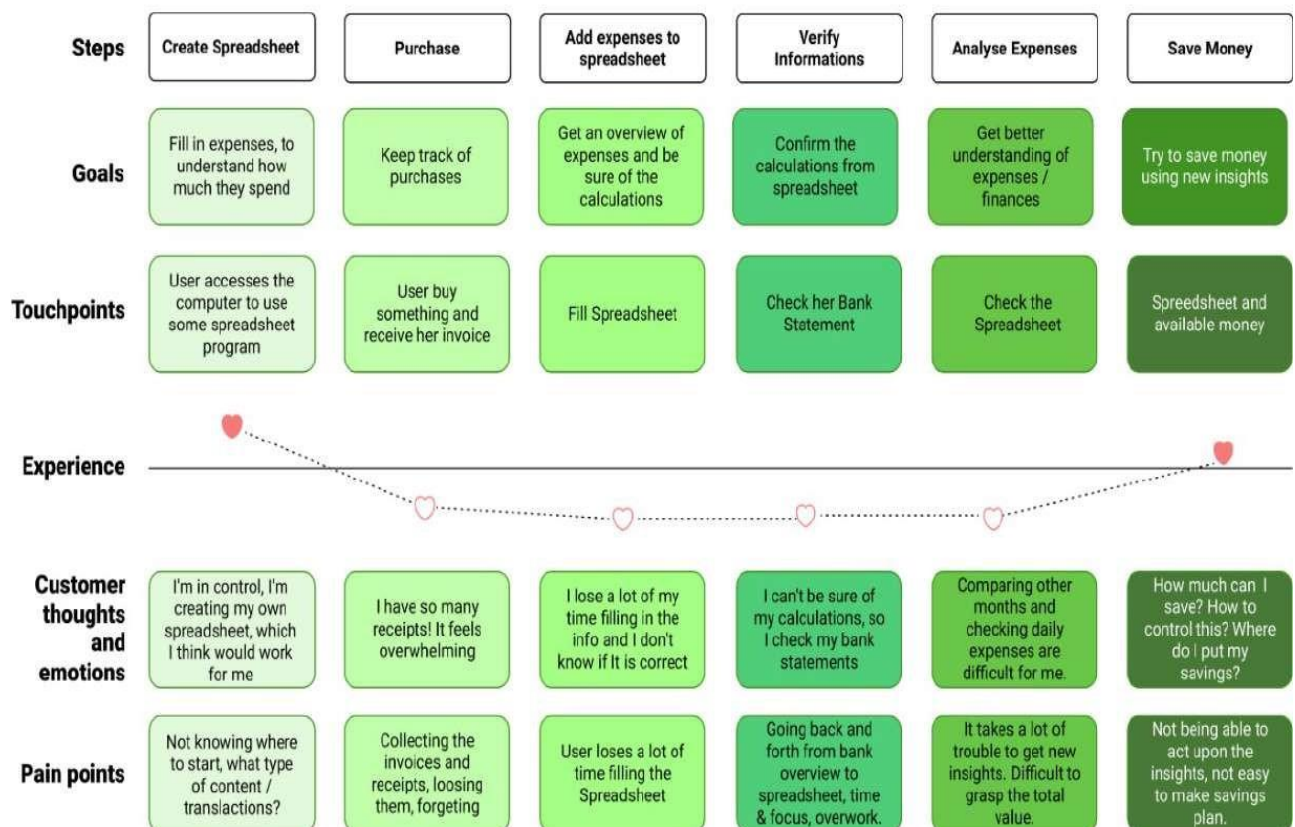 Steps
Create Spreadsheet
Purchase
Add expenses to
spreadsheet
Verify
Informations
Analyse Expenses
Save Money
Goals
Fill in expenses, to
understand how
much they spend
Keep track of
purchases
Get an overview of
expenses and be
sure of the
calculations
Confirm the
calculations from
spreadsheet
Get better
understanding of
expenses /
finances
Try to save money
using new insights
Touchpoints
User accesses the
computer to use
some spreadsheet
program
User buy
something and
receive her invoice
Fill Spreadsheet
Check her Bank
Statement
Check the
Spreadsheet
Spreedsheet and
available money
Experience
Customer
thoughts
and
emotions
I'm in control, I'm
creating my own
spreadsheet, which
I think would work
for me
I have so many
receipts! It feels
overwhelming
I lose a lot of my
time filling in the
info and I don't
know if It is correct
I can't be sure of
my calculations, so
I check my bank
statements
Comparing other
months and
checking daily
expenses are
difficult for me.
How much can I
save? How to
control this? Where
do I put my
savings?
Pain points
Not knowing where
to start, what type
of content /
translactions?
Collecting the
invoices and
receipts, loosing
them, forgeting
User loses a lot of
time filling the
Spreadsheet
Going back and
forth from bank
overview to
spreadsheet, time
& focus, overwork.
It takes a lot of
trouble to get new
insights. Difficult to
grasp the total
value.
Not being able to
act upon the
insights, not easy
to make savings
plan.